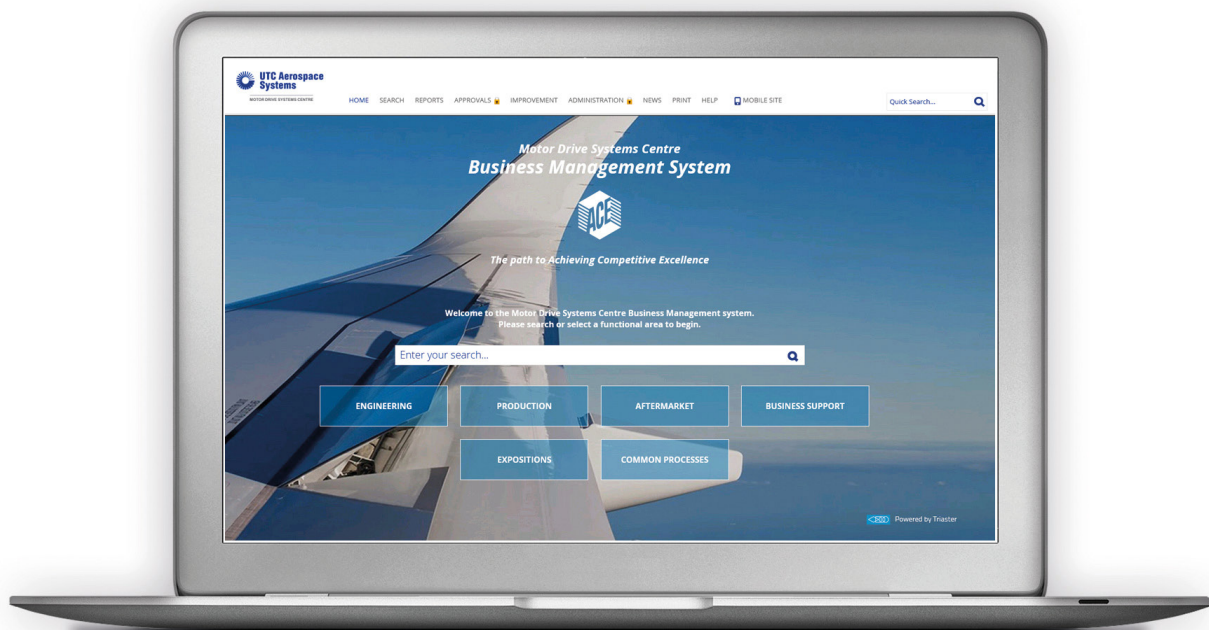 UTC Aerospace
Systems
MOTOR DRIVE SYSTEMS CENTRE
HOME SEARCH REPORTS APPROVALS IMPROVEMENT ADMINISTRATION NEWS PRINT HELP MOBILE SITE
Quick Search...
Motor Drive Systems Centre
Business Management System
ACE
The path to Achieving Competitive Excellence
Welcome to the Motor Drive Systems Centre Business Management system.
Please search or select a functional area to begin.
Enter your search...
ENGINEERING PRODUCTION AFTERMARKET BUSINESS SUPPORT
EXPOSITIONS COMMON PROCESSES
Powered by Triaster